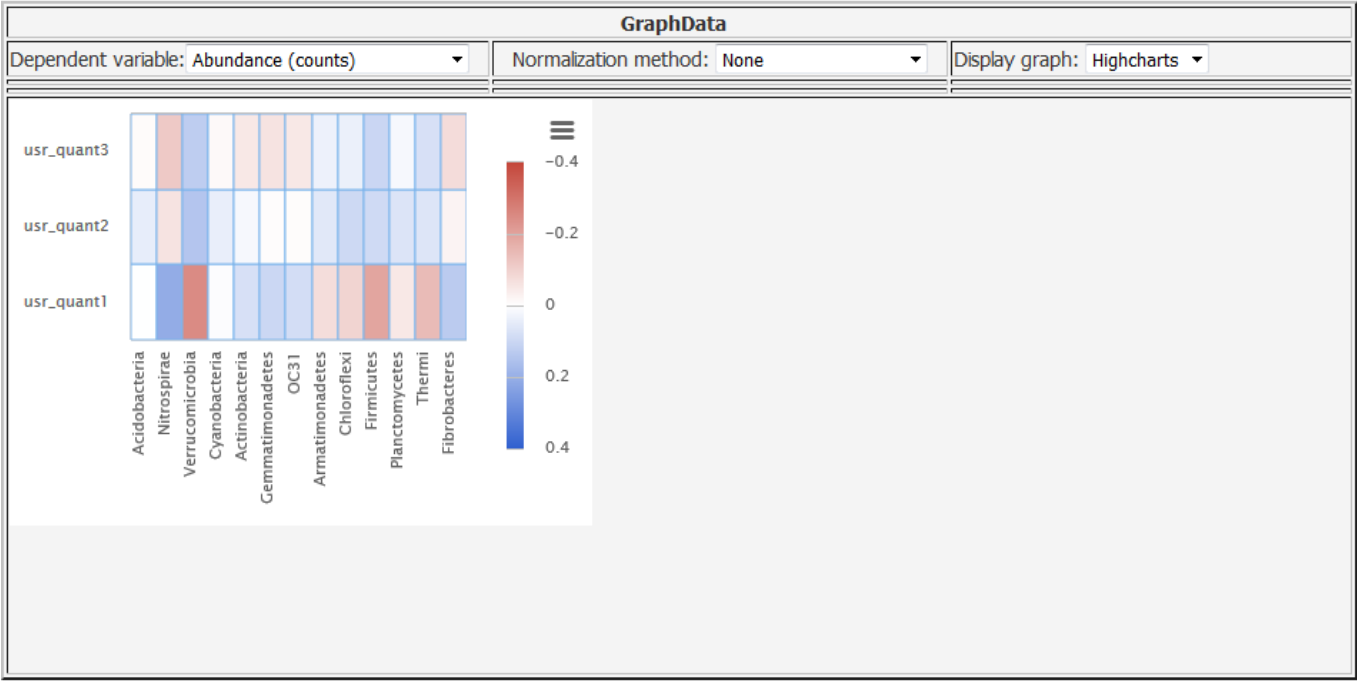 GraphData
Dependent variable: Abundance (counts) Normalization method: None Display graph: Highcharts
usr_quant3
usr_quant2
usr_quant1
Acidobacteria
Nitrospirae
Verrucomicrobia
Cyanobacteria
Actinobacteria
Gemmatimonadetes
OC31
Armatimonadetes
Chloroflexi
Firmicutes
Planctomycetes
Thermi
Fibrobacteres
-0.4
-0.2
0
0.2
0.4